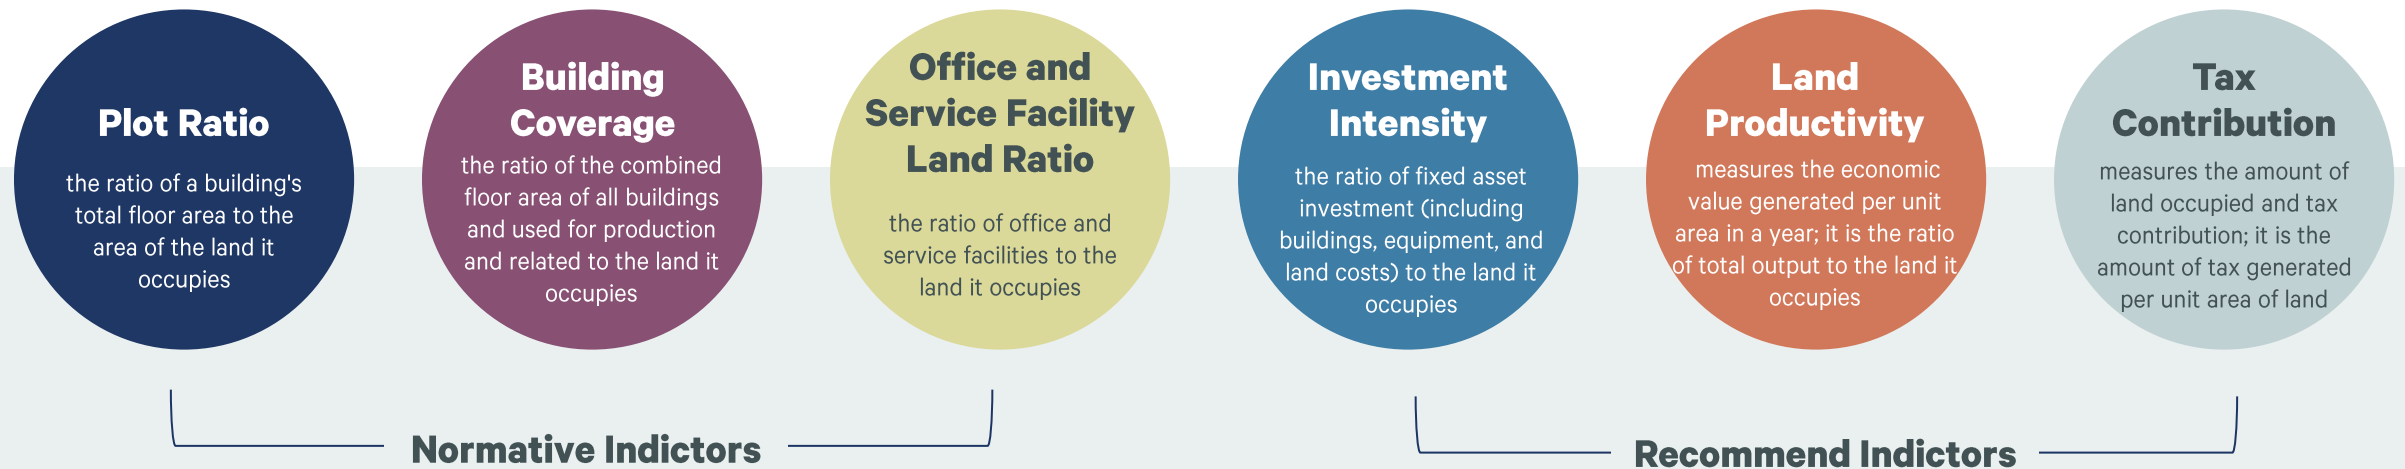 Plot Ratio
the ratio of a building's
total floor area to the
area of the land it
occupies
Building
Coverage
the ratio of the combined
floor area of all buildings
and used for production
and related to the land it
occupies
Office and
Service Facility
Land Ratio
the ratio of office and
service facilities to the
land it occupies
Investment
Intensity
the ratio of fixed asset
investment (including
buildings, equipment, and
land costs) to the land it
occupies
Land
Productivity
measures the economic
value generated per unit
area in a year; it is the ratio
of total output to the land it
occupies
Tax
Contribution
measures the amount of
land occupied and tax
contribution; it is the
amount of tax generated
per unit area of land
Normative Indictors
Recommend Indictors